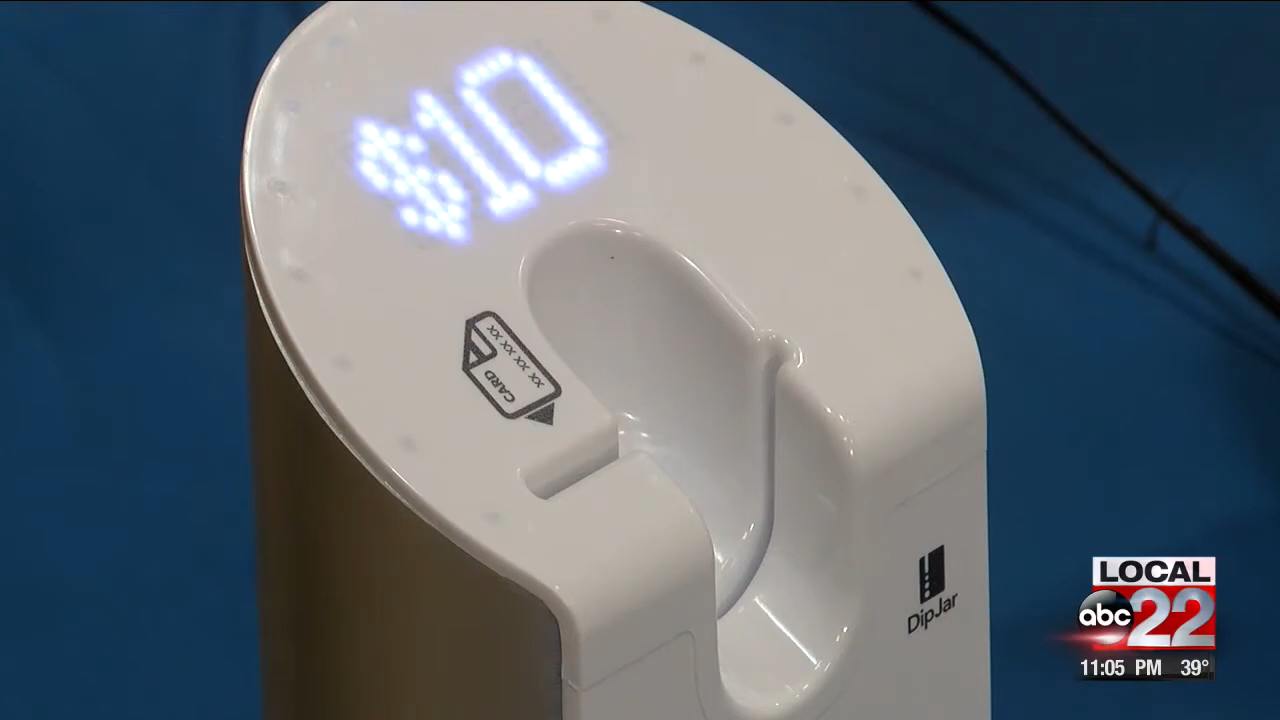 $10
XX XX XX XX
CARD
DipJar
LOCAL
abc 22
11:05 PM 39°